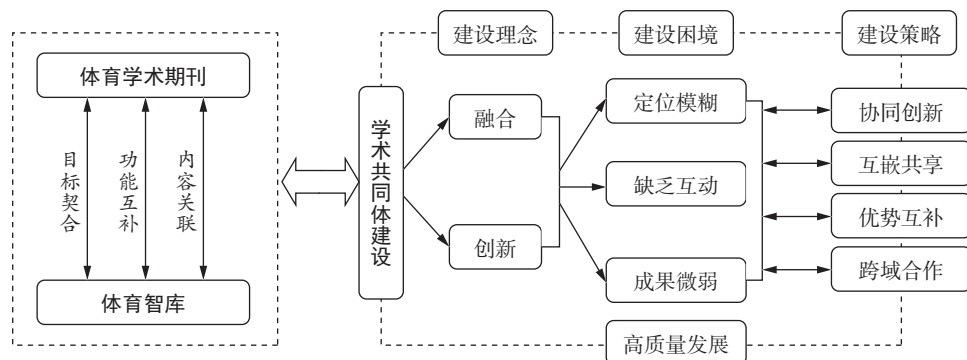 体育学术期刊
目标契合
功能互补
内容关联
体育智库
学术共同体建设
建设理念
融合
创新
建设困境
定位模糊
缺乏互动
成果微弱
建设策略
协同创新
互嵌共享
优势互补
跨域合作
高质量发展